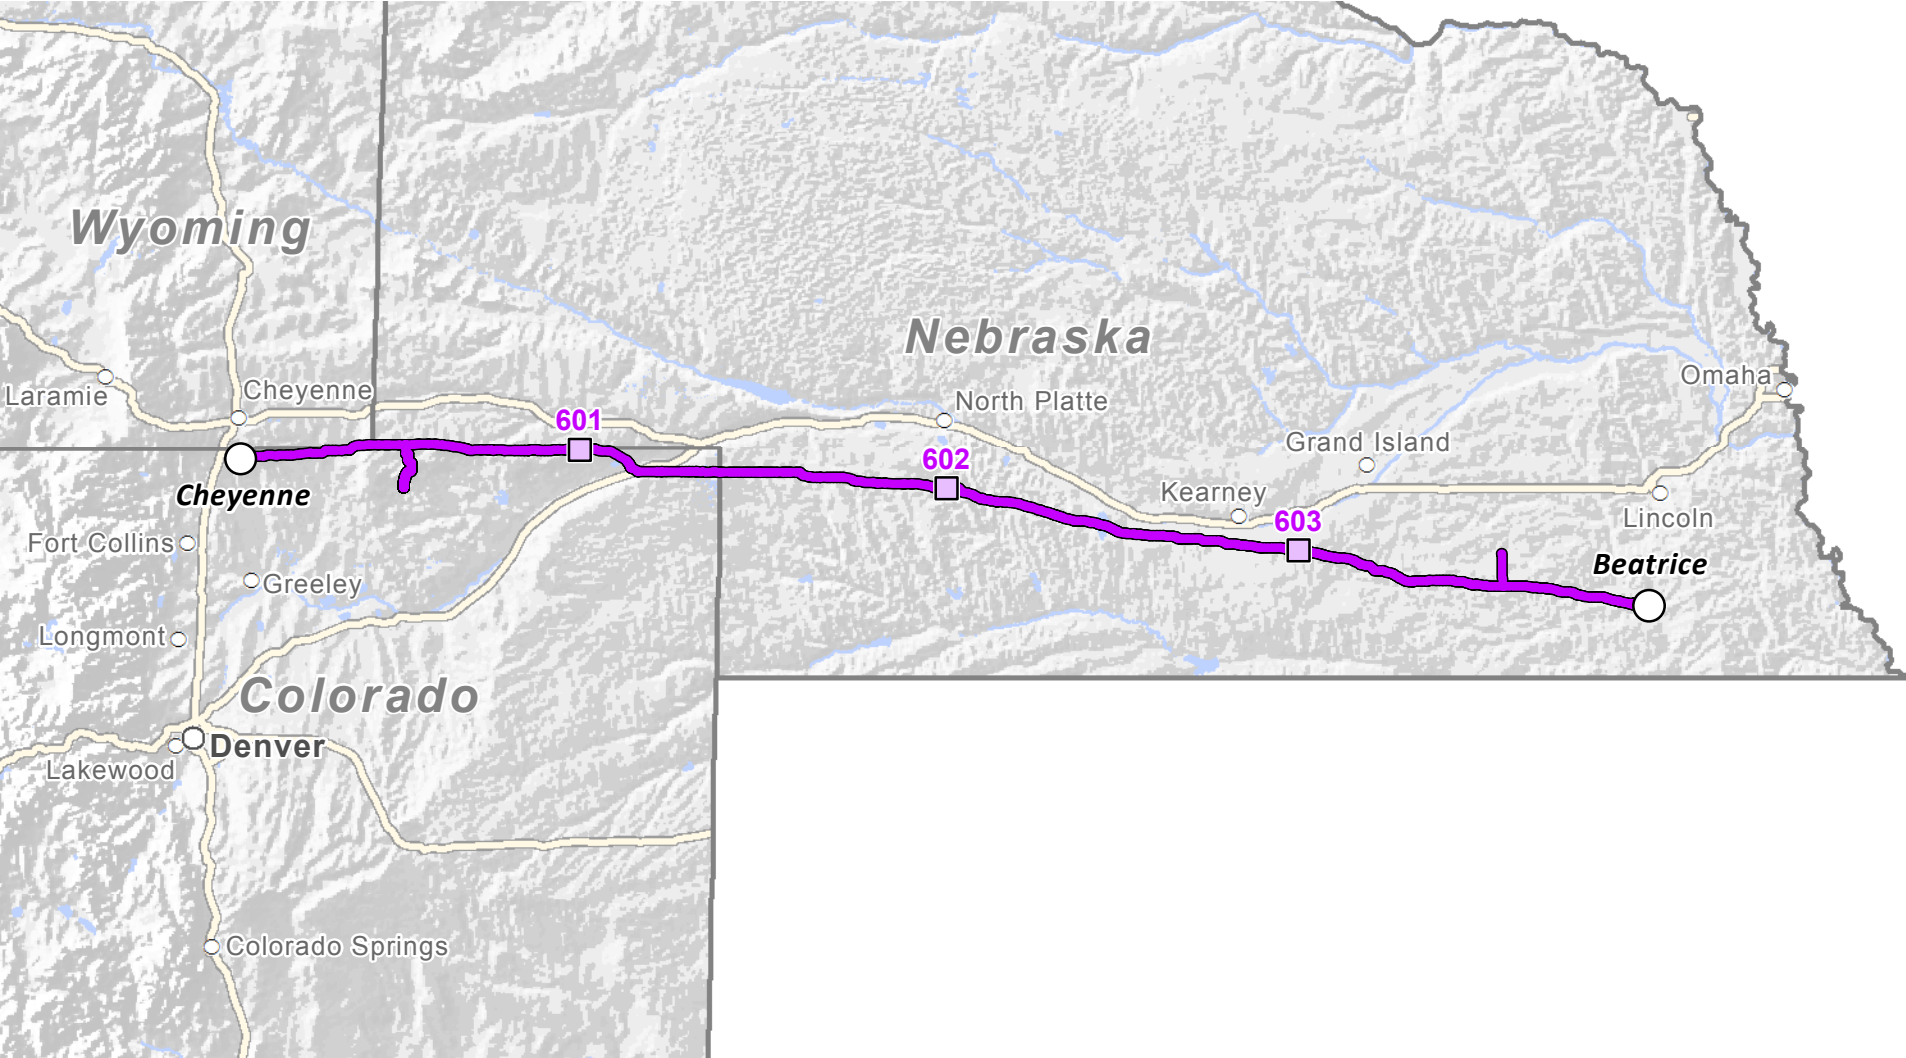 Wyoming
Nebraska
Laramie
Cheyenne
Omaha
601
North Platte
Grand Island
602
Cheyenne
Kearney
603
Lincoln
Fort Collins
Beatrice
Greeley
Longmont
Colorado
Denver
Lakewood
Colorado Springs